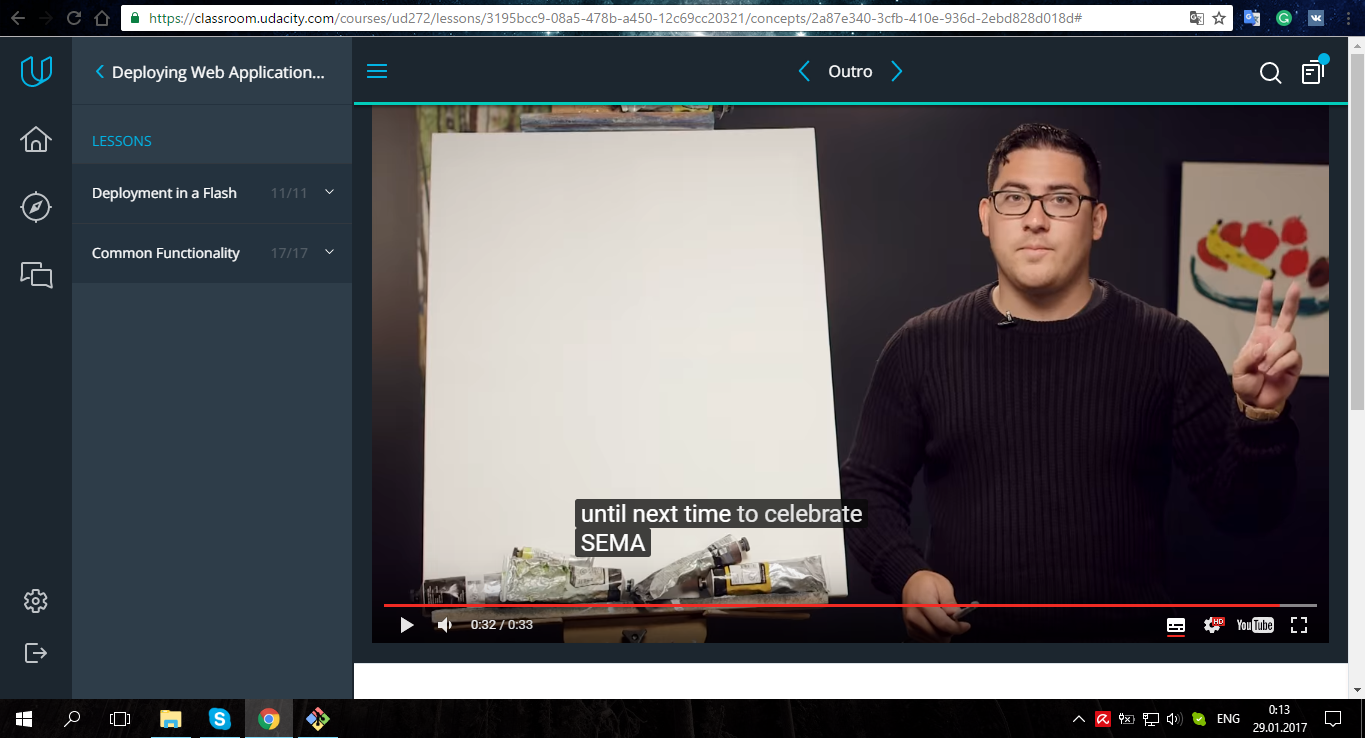 https://classroom.udacity.com/courses/ud272/lessons/3195bcc9-08a5-478b-a450-12c69cc20321/concepts/2a87e340-3cfb-410e-936d-2ebd828d018d#
Deploying Web Application...
Outro
LESSONS
Deployment in a Flash 11/11
Common Functionality 17/17
until next time to celebrate
SEMA
0:32 / 0:33
HD
YouTube
ENG
0:13
29.01.2017